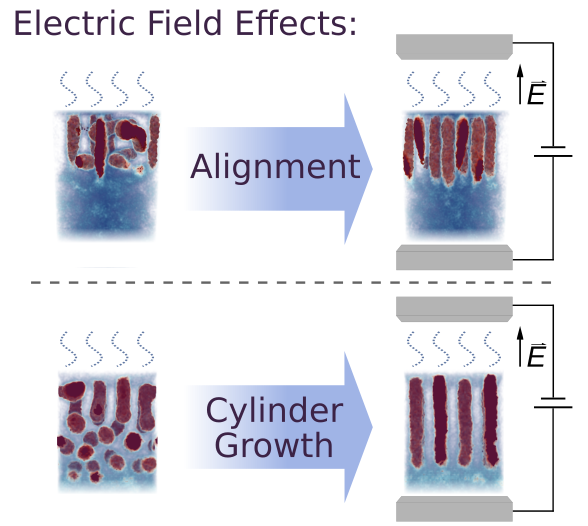 Electric Field Effects:
Alignment
E
Cylinder
Growth
E